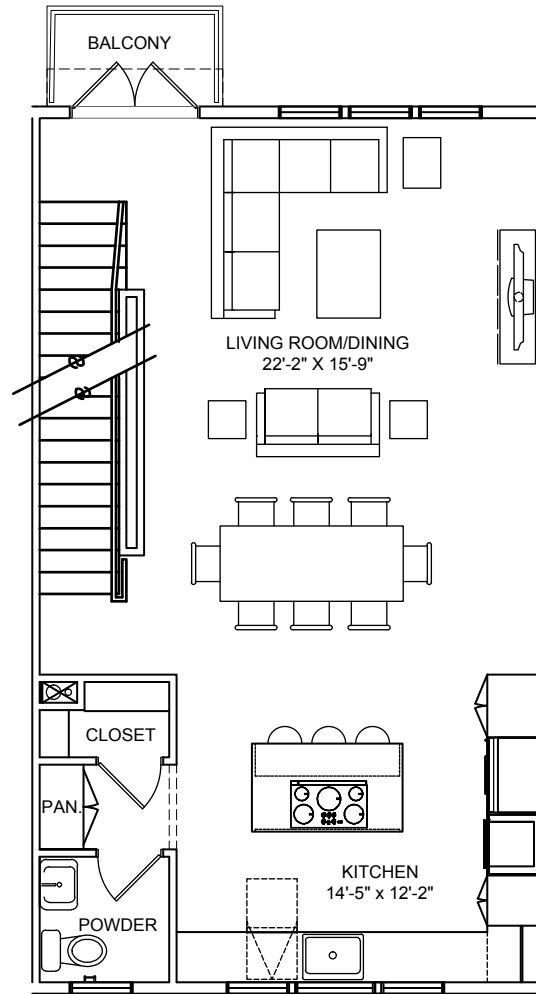 BALCONY
LIVING ROOM/DINING
22'-2" X 15'-9"
CLOSET
PAN.
KITCHEN
14'-5" x 12'-2"
POWDER